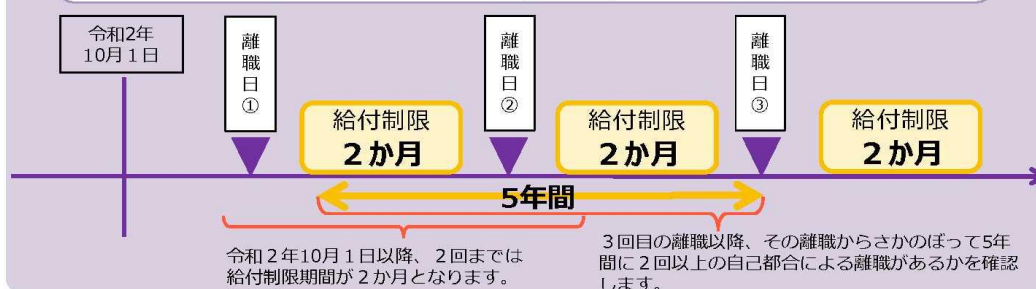 令和2年
10月1日
離職日①
離職日②
離職日③
給付制限
２か月
給付制限
２か月
給付制限
２か月
5年間
令和２年10月１日以降、２回までは
給付制限期間が２か月となります。
３回目の離職以降、その離職からさかのぼって5年
間に２回以上の自己都合による離職があるかを確認
します。